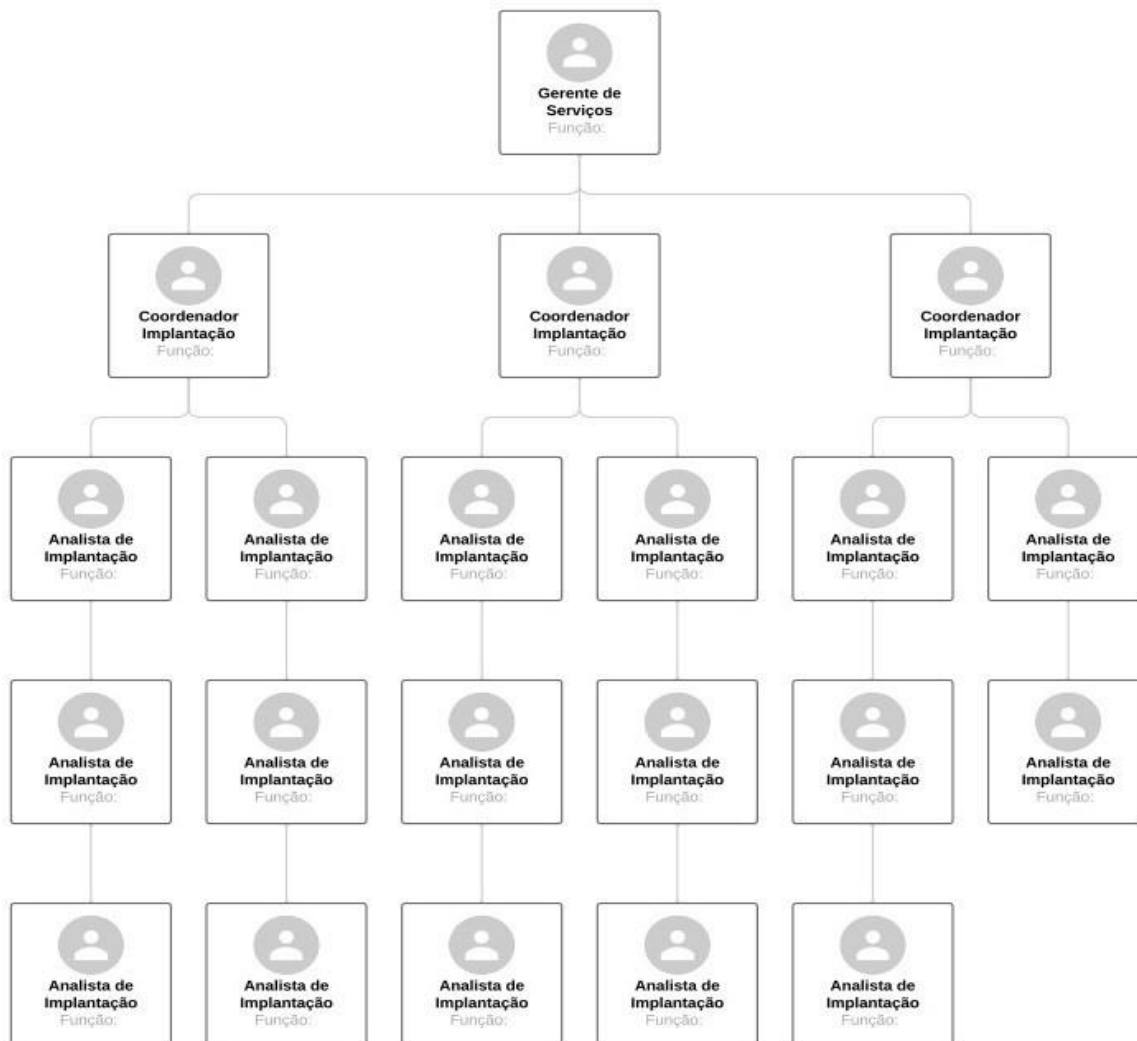 Gerente de
Serviços
Função:
Coordenador
Implantação
Função:
Coordenador
Implantação
Função:
Coordenador
Implantação
Função:
Analista de
Implantação
Função:
Analista de
Implantação
Função:
Analista de
Implantação
Função:
Analista de
Implantação
Função:
Analista de
Implantação
Função:
Analista de
Implantação
Função:
Analista de
Implantação
Função:
Analista de
Implantação
Função:
Analista de
Implantação
Função:
Analista de
Implantação
Função:
Analista de
Implantação
Função:
Analista de
Implantação
Função:
Analista de
Implantação
Função:
Analista de
Implantação
Função:
Analista de
Implantação
Função:
Analista de
Implantação
Função:
Analista de
Implantação
Função: